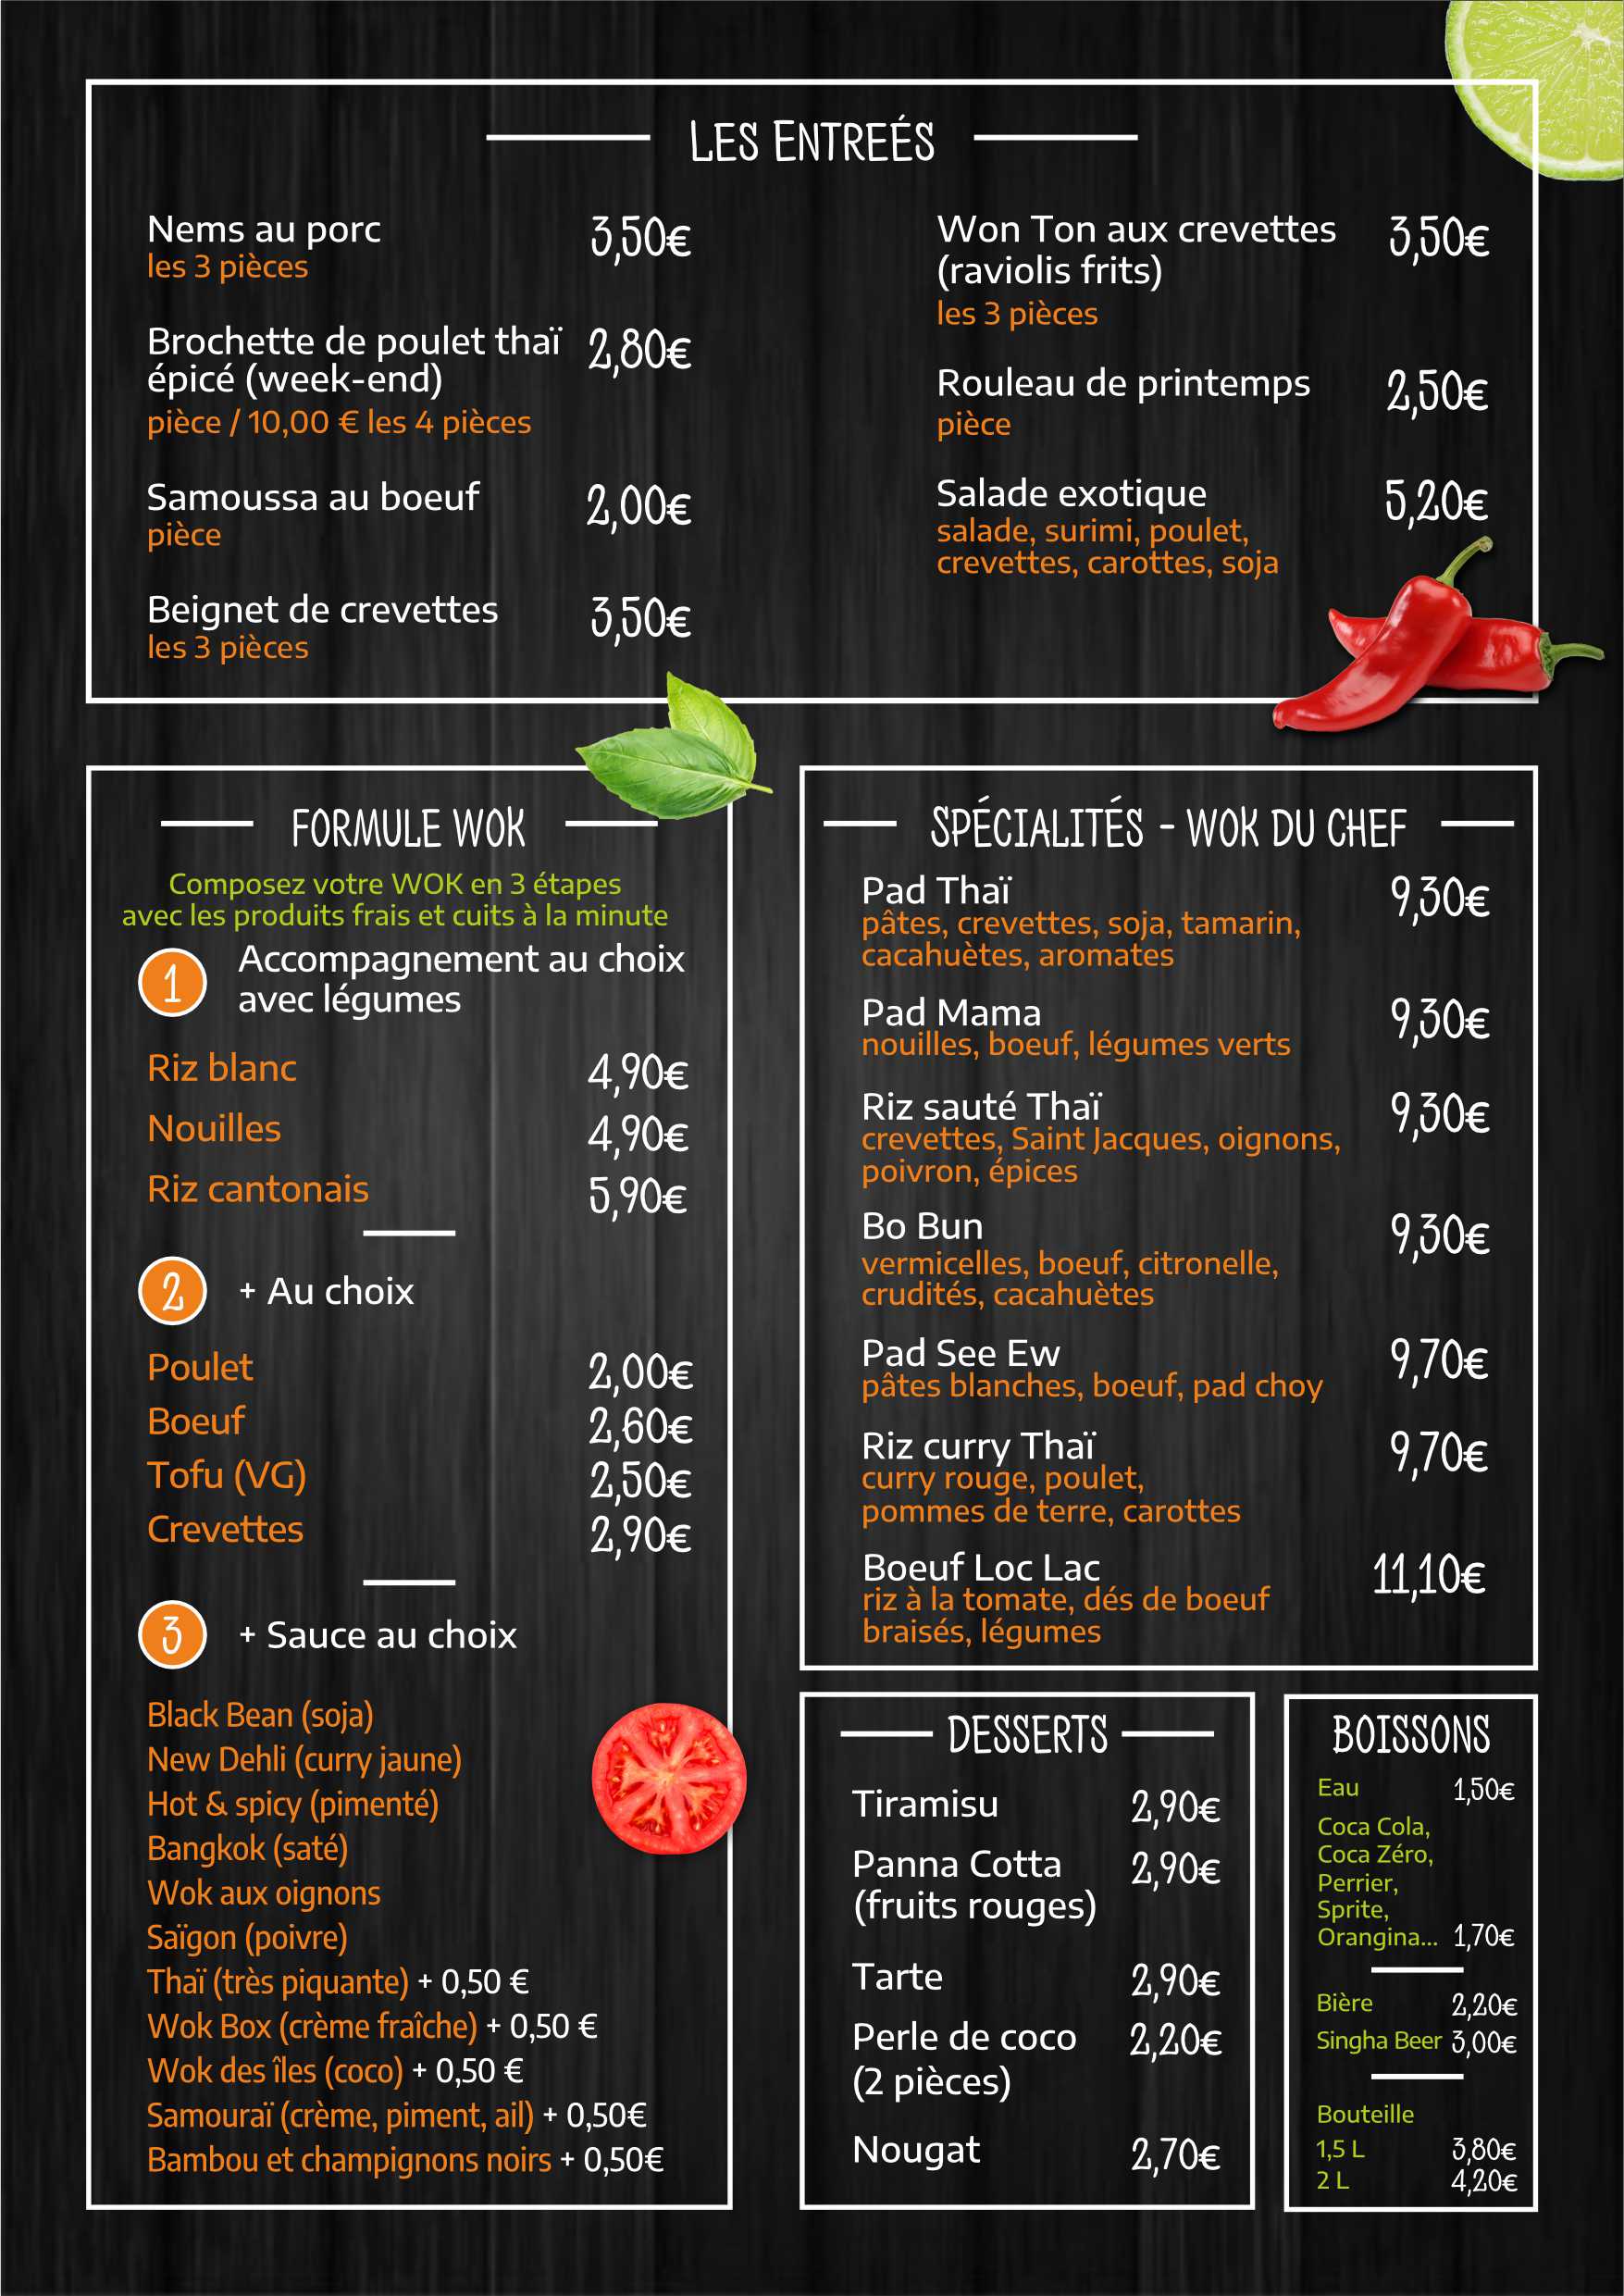 LES ENTREÉS
Nems au porc 3,50€
les 3 pièces
Brochette de poulet thaï 2,80€
épicé (week-end)
pièce / 10,00 € les 4 pièces
Samoussa au boeuf 2,00€
pièce
Beignet de crevettes 3,50€
les 3 pièces
Won Ton aux crevettes 3,50€
(raviolis frits)
les 3 pièces
Rouleau de printemps 2,50€
pièce
Salade exotique 5,20€
salade, surimi, poulet,
crevettes, carottes, soja
FORMULE WOK
Composez votre WOK en 3 étapes
avec les produits frais et cuits à la minute
1 Accompagnement au choix
avec légumes
Riz blanc 4,90€
Nouilles 4,90€
Riz cantonais 5,90€
2 + Au choix
Poulet 2,00€
Boeuf 2,60€
Tofu (VG) 2,50€
Crevettes 2,90€
3 + Sauce au choix
Black Bean (soja)
New Dehli (curry jaune)
Hot & spicy (pimenté)
Bangkok (saté)
Wok aux oignons
Saïgon (poivre)
Thaï (très piquante) + 0,50 €
Wok Box (crème fraîche) + 0,50 €
Wok des îles (coco) + 0,50 €
Samouraï (crème, piment, ail) + 0,50€
Bambou et champignons noirs + 0,50€
SPÉCIALITÉS - WOK DU CHEF
Pad Thaï 9,30€
pâtes, crevettes, soja, tamarin,
cacahuètes, aromates
Pad Mama 9,30€
nouilles, boeuf, légumes verts
Riz sauté Thaï 9,30€
crevettes, Saint Jacques, oignons,
poivron, épices
Bo Bun 9,30€
vermicelles, boeuf, citronelle,
crudités, cacahuètes
Pad See Ew 9,70€
pâtes blanches, boeuf, pad choy
Riz curry Thaï 9,70€
curry rouge, poulet,
pommes de terre, carottes
Boeuf Loc Lac 11,10€
riz à la tomate, dés de boeuf
braisés, légumes
DESSERTS
Tiramisu 2,90€
Panna Cotta 2,90€
(fruits rouges)
Tarte 2,90€
Perle de coco 2,20€
(2 pièces)
Nougat 2,70€
BOISSONS
Eau 1,50€
Coca Cola,
Coca Zéro,
Perrier,
Sprite,
Orangina... 1,70€
Bière 2,20€
Singha Beer 3,00€
Bouteille
1,5 L 3,80€
2 L 4,20€